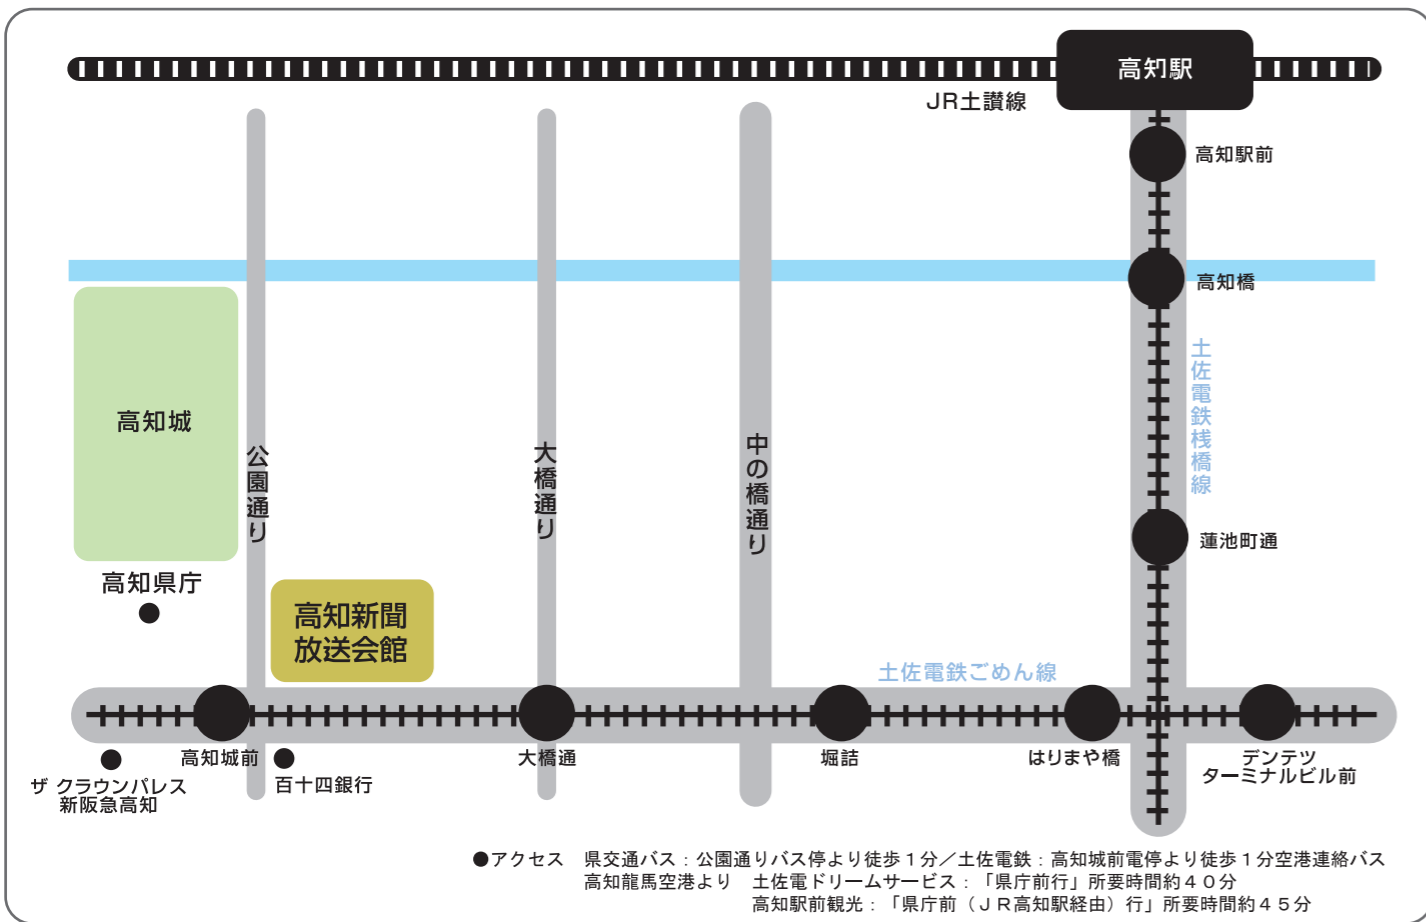 高知駅
JR土讃線
高知駅前
高知橋
土佐電鉄桟橋線
高知城
公園通り
大橋通り
中の橋通り
蓮池町通
高知県庁
高知新聞
放送会館
土佐電鉄ごめん線
高知城前
大橋通
堀詰
はりまや橋
デンテツ
ターミナルビル前
ザ クラウンパレス
新阪急高知
百十四銀行
●アクセス　県交通バス：公園通りバス停より徒歩１分／土佐電鉄：高知城前電停より徒歩１分空港連絡バス
高知龍馬空港より　土佐電ドリームサービス：「県庁前行」所要時間約４０分
高知駅前観光：「県庁前（ＪＲ高知駅経由）行」所要時間約４５分